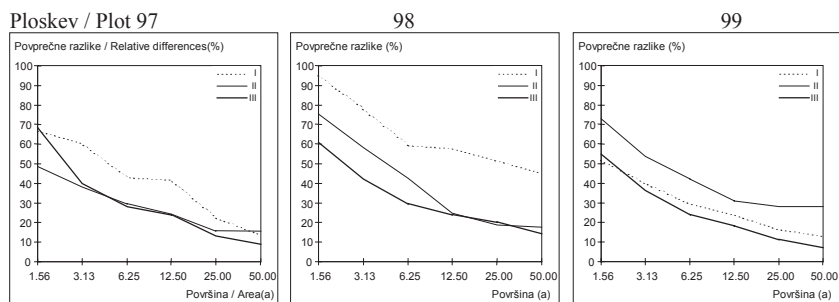 Ploskev / Plot 97
98
99
Povprečne razlike / Relative differences(%)
100
90
80
70
60
50
40
30
20
10
0
I
II
III
1.56 3.13 6.25 12.50 25.00 50.00
Površina / Area(a)
Povprečne razlike (%)
100
90
80
70
60
50
40
30
20
10
0
I
II
III
1.56 3.13 6.25 12.50 25.00 50.00
Površina (a)
Povprečne razlike (%)
100
90
80
70
60
50
40
30
20
10
0
I
II
III
1.56 3.13 6.25 12.50 25.00 50.00
Površina (a)